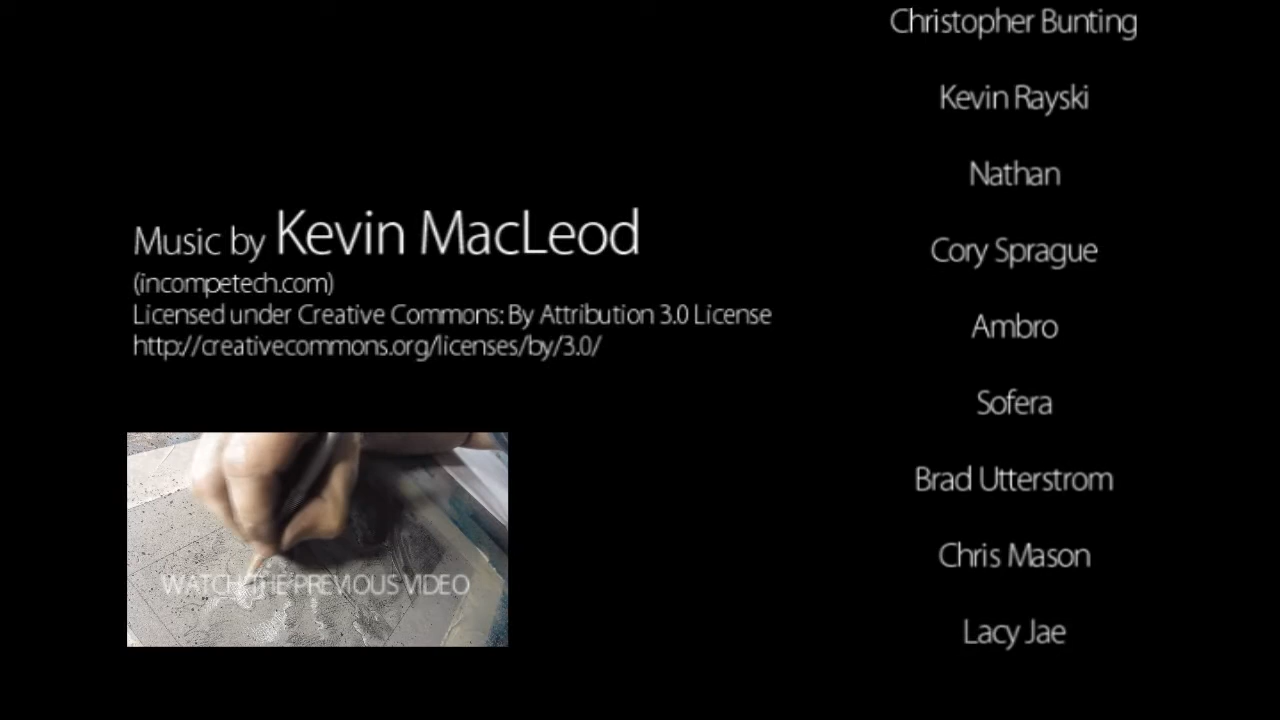 Music by Kevin MacLeod
(incompetech.com)
Licensed under Creative Commons: By Attribution 3.0 License
http://creativecommons.org/licenses/by/3.0/
WATCH THE PREVIOUS VIDEO
Christopher Bunting
Kevin Rayski
Nathan
Cory Sprague
Ambro
Sofera
Brad Utterstrom
Chris Mason
Lacy Jae